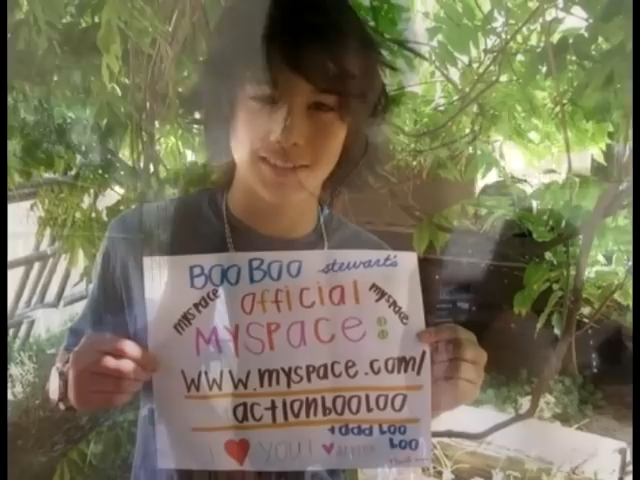 BOO BOO stewart's
myspace official myspace
MYSPACE :
WWW.myspace.com/
actionbooboo
add boo
boo
I ♥ YOU! ♥